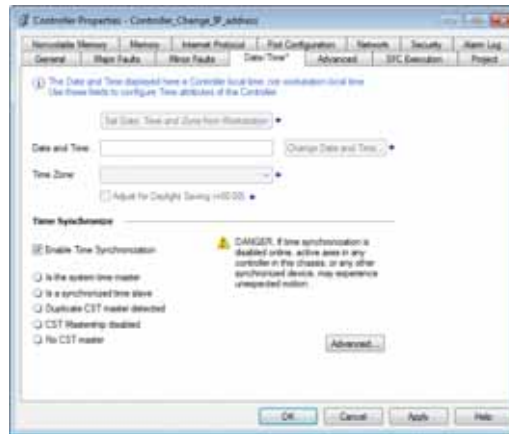 Controller Properties - Controller_Change_IP_address
Nonvolatile Memory Memory Internet Protocol Port Configuration Network Security Alarm Log
General Major Faults Minor Faults Date/Time* Advanced SFC Execution Project
The Date and Time displayed here is Controller local time, not workstation local time.
Use these fields to configure Time attributes of the Controller.
Set Date, Time and Zone from Workstation
Date and Time: Change Date and Time...
Time Zone:
Adjust for Daylight Saving (+00:00)
Time Synchronize
Enable Time Synchronization
DANGER. If time synchronization is
disabled online, active axes in any
controller in this chassis, or any other
synchronized device, may experience
unexpected motion.
Is the system time master
Is a synchronized time slave
Duplicate CST master detected
CST Mastership disabled
No CST master
Advanced...
OK Cancel Apply Help